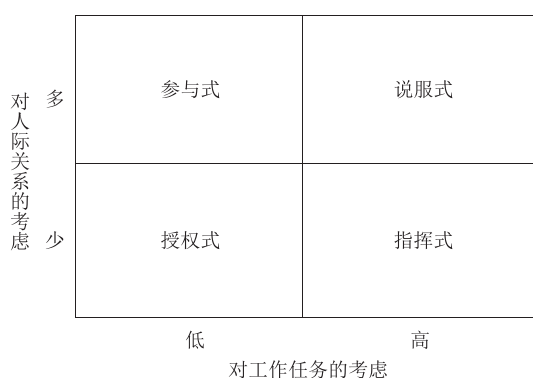 对人际关系的考虑
多
参与式
说服式
少
授权式
指挥式
低
高
对工作任务的考虑